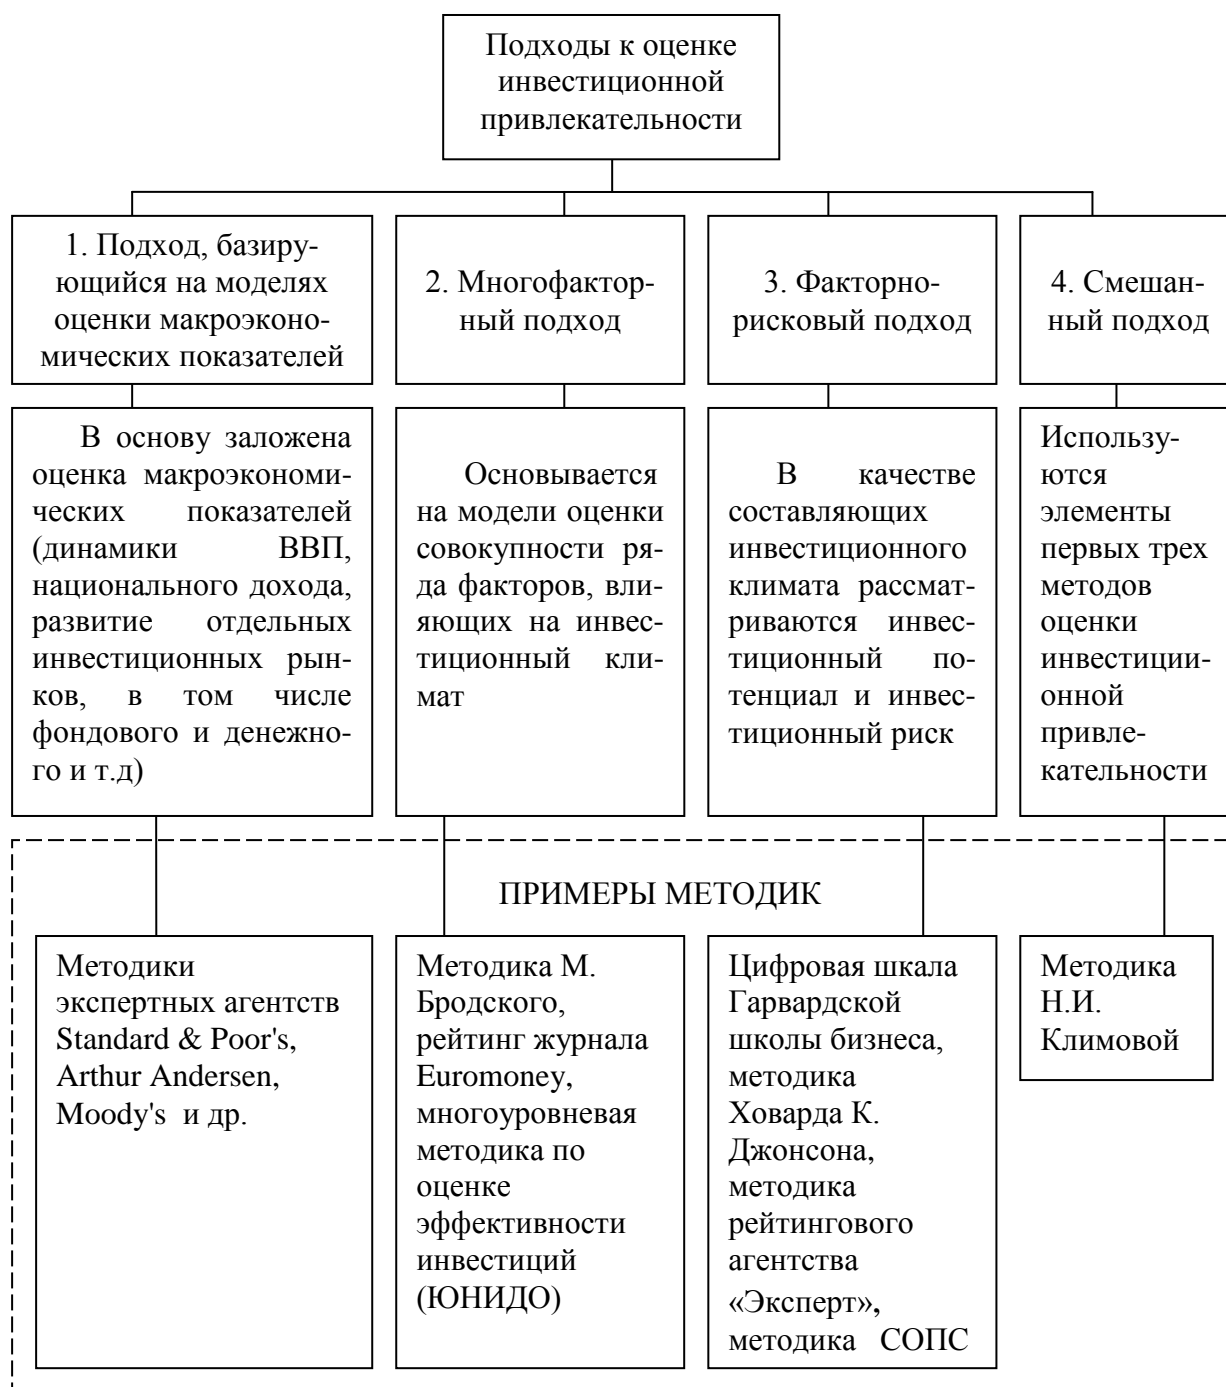 Подходы к оценке
инвестиционной
привлекательности
1. Подход, базиру-
ющийся на моделях
оценки макроэконо-
мических показателей
2. Многофактор-
ный подход
3. Факторно-
рисковый подход
4. Смешан-
ный подход
В основу заложена
оценка макроэкономи-
ческих показателей
(динамики ВВП,
национального дохода,
развитие отдельных
инвестиционных рын-
ков, в том числе
фондового и денежно-
го и т.д)
Основывается
на модели оценки
совокупности ря-
да факторов, вли-
яющих на инвес-
тиционный кли-
мат
В качестве
составляющих
инвестиционного
климата рассмат-
риваются инвес-
тиционный по-
тенциал и инвес-
тиционный риск
Использу-
ются
элементы
первых трех
методов
оценки
инвестици-
онной
привле-
кательности
ПРИМЕРЫ МЕТОДИК
Методики
экспертных агентств
Standard & Poor's,
Arthur Andersen,
Moody's и др.
Методика М.
Бродского,
рейтинг журнала
Euromoney,
многоуровневая
методика по
оценке
эффективности
инвестиций
(ЮНИДО)
Цифровая шкала
Гарвардской
школы бизнеса,
методика
Ховарда К.
Джонсона,
методика
рейтингового
агентства
«Эксперт»,
методика СОПС
Методика
Н.И.
Климовой